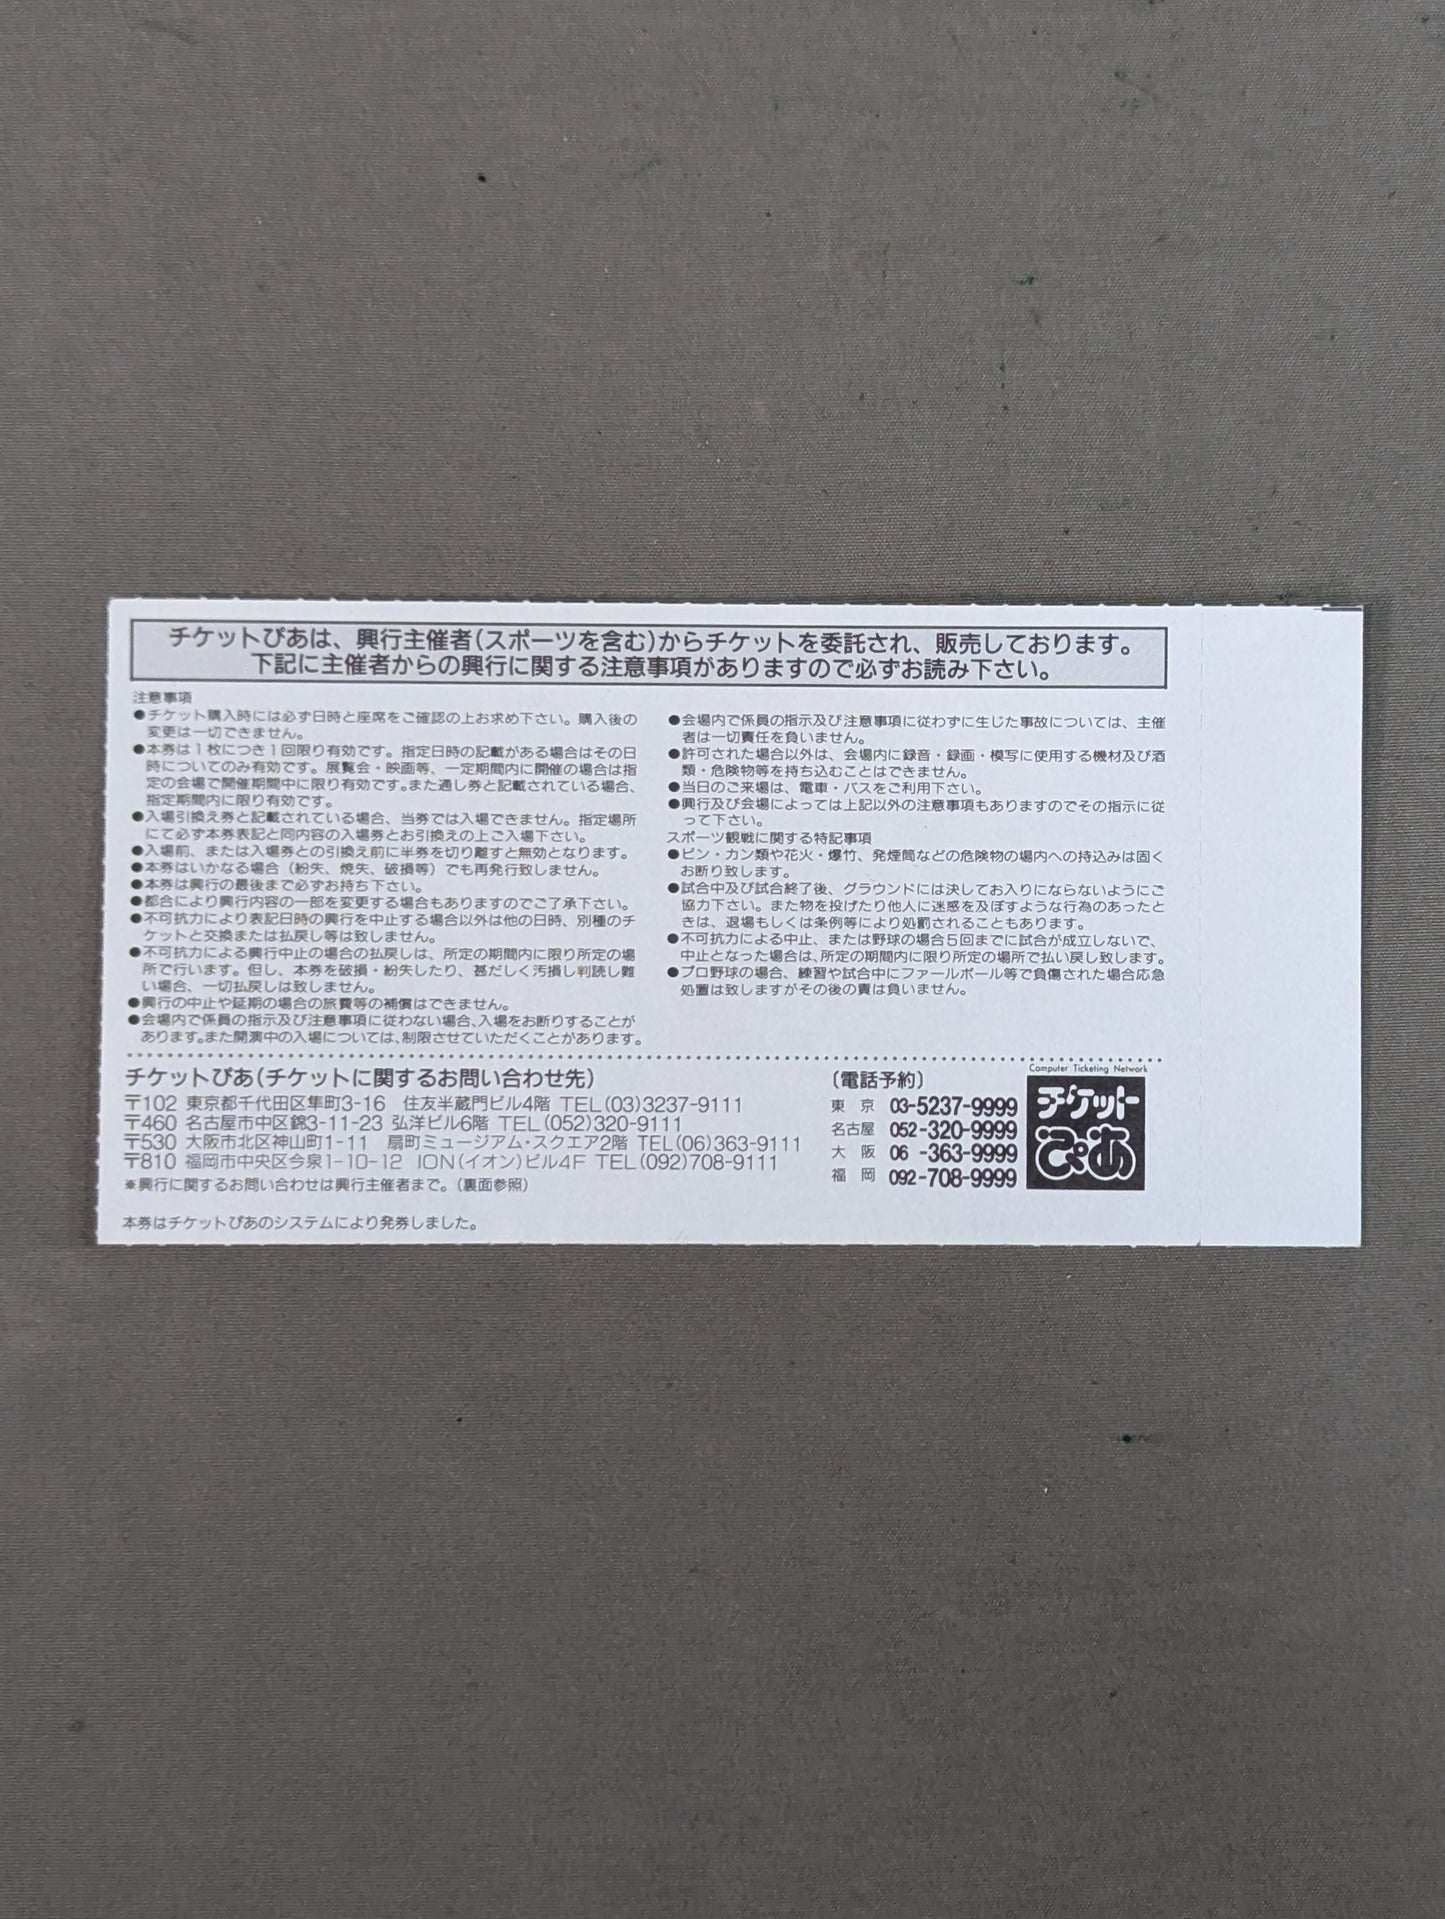 チケットぴあは、興行主催者(スポーツを含む)からチケットを委託され、販売しております。
下記に主催者からの興行に関する注意事項がありますので必ずお読み下さい。
注意事項
●チケット購入時には必ず日時と座席をご確認の上お求め下さい。購入後の
変更は一切できません。
●本券は1枚につき1回限り有効です。指定日時の記載がある場合はその日
時についてのみ有効です。展覧会・映画等、一定期間内に開催の場合は指
定の会場で開催期間中に限り有効です。また通し券と記載されている場合、
指定期間内に限り有効です。
●入場引換え券と記載されている場合、当券では入場できません。指定場所
にて必ず本券表記と同内容の入場券とお引換えの上ご入場下さい。
●入場前、または入場券との引換え前に半券を切り離すと無効となります。
●本券はいかなる場合(紛失、焼失、破損等)でも再発行致しません。
●本券は興行の最後まで必ずお持ち下さい。
●都合により興行内容の一部を変更する場合もありますのでご了承下さい。
●不可抗力により表記日時の興行を中止する場合以外は他の日時、別種のチ
ケットと交換または払戻し等は致しません。
●不可抗力による興行中止の場合の払戻しは、所定の期間内に限り所定の場
所で行います。但し、本券を破損・紛失したり、甚だしく汚損し判読し難
い場合、一切払戻しは致しません。
●興行の中止や延期の場合の旅費等の補償はできません。
●会場内で係員の指示及び注意事項に従わない場合、入場をお断りすることが
あります。また開演中の入場については、制限させていただくことがあります。
●会場内で係員の指示及び注意事項に従わずに生じた事故については、主催
者は一切責任を負いません。
●許可された場合以外は、会場内に録音・録画・模写に使用する機材及び酒
類・危険物等を持ち込むことはできません。
●当日のご来場は、電車・バスをご利用下さい。
●興行及び会場によっては上記以外の注意事項もありますのでその指示に従
って下さい。
スポーツ観戦に関する特記事項
●ビン・カン類や花火・爆竹、発煙筒などの危険物の場内への持込みは固く
お断り致します。
●試合中及び試合終了後、グラウンドには決してお入りにならないようにご
協力下さい。また物を投げたり他人に迷惑を及ぼすような行為のあったと
きは、退場もしくは条例等により処罰されることもあります。
●不可抗力による中止、または野球の場合5回までに試合が成立しないで、
中止となった場合は、所定の期間内に限り所定の場所で払い戻し致します。
●プロ野球の場合、練習や試合中にファールボール等で負傷された場合応急
処置は致しますがその後の責は負いません。
チケットぴあ(チケットに関するお問い合わせ先)
〒102 東京都千代田区隼町3-16 住友半蔵門ビル4階 TEL(03)3237-9111
〒460 名古屋市中区錦3-11-23 弘洋ビル6階 TEL(052)320-9111
〒530 大阪市北区神山町1-11 扇町ミュージアム・スクエア2階 TEL(06)363-9111
〒810 福岡市中央区今泉1-10-12 ION(イオン)ビル4F TEL(092)708-9111
※興行に関するお問い合わせは興行主催者まで。(裏面参照)
(電話予約)
東 京 03-5237-9999
名古屋 052-320-9999
大 阪 06-363-9999
福 岡 092-708-9999
Computer Ticketing Network
チケット
ぴあ
本券はチケットぴあのシステムにより発券しました。